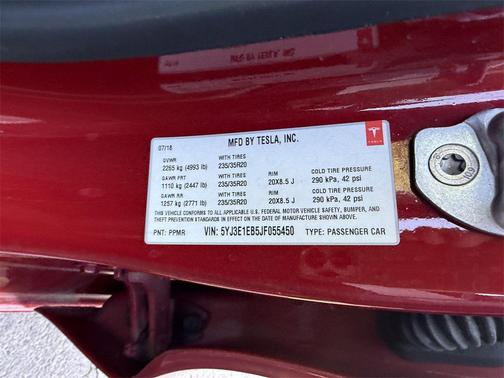 07/18 MFD BY TESLA, INC.
GVWR WITH TIRES
2265 kg (4993 lb) 235/35R20
GAWR FRT WITH TIRES RIM COLD TIRE PRESSURE
1110 kg (2447 lb) 235/35R20 20X8.5 J 290 kPa, 42 psi
GAWR RR WITH TIRES RIM COLD TIRE PRESSURE
1257 kg (2771 lb) 235/35R20 20X8.5 J 290 kPa, 42 psi
THIS VEHICLE CONFORMS TO ALL APPLICABLE U.S. FEDERAL MOTOR VEHICLE SAFETY, BUMPER, AND
THEFT PREVENTION STANDARDS IN EFFECT ON THE DATE OF MANUFACTURE SHOWN ABOVE.
PNT: PPMR VIN: 5YJ3E1EB5JF055450 TYPE: PASSENGER CAR
TESLA